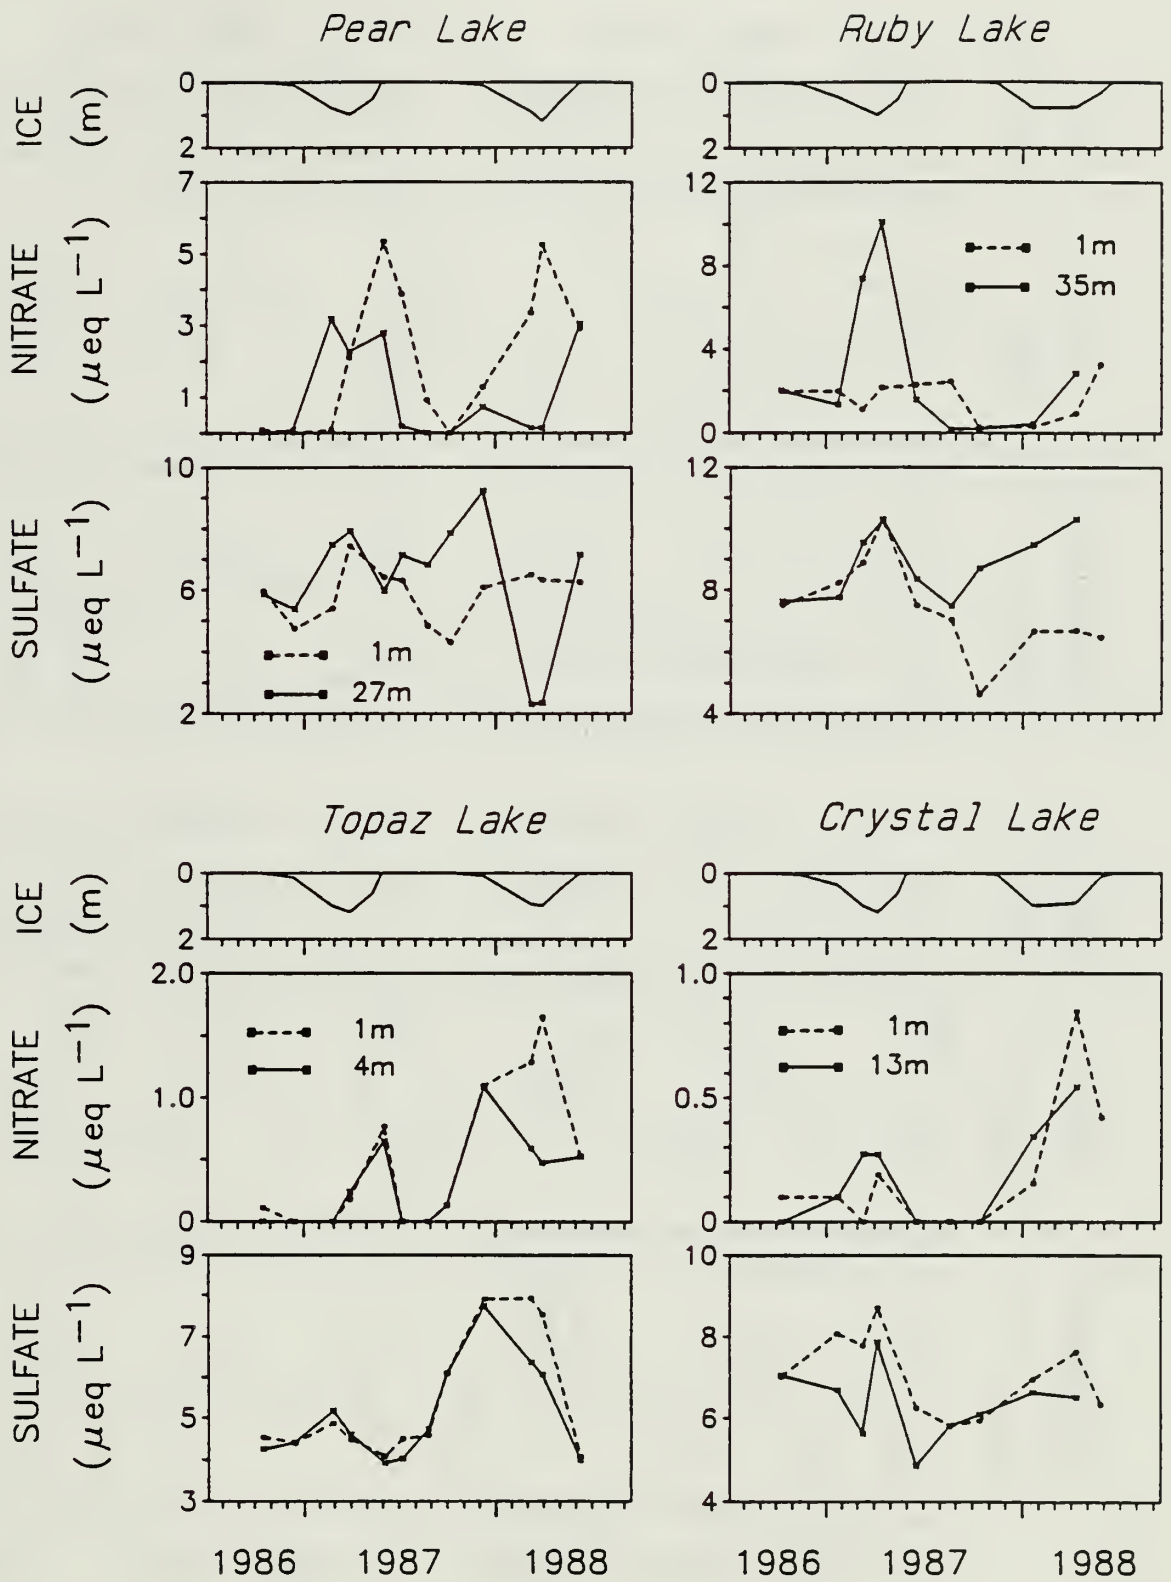 Pear Lake
Ruby Lake
ICE
(m)
0
2
0
2
NITRATE
(μeq L⁻¹)
7
5
3
1
12
8
4
0
1m
35m
SULFATE
(μeq L⁻¹)
10
6
2
1m
27m
12
8
4
Topaz Lake
Crystal Lake
ICE
(m)
0
2
0
2
NITRATE
(μeq L⁻¹)
2.0
1.0
0
1m
4m
1.0
0.5
0
1m
13m
SULFATE
(μeq L⁻¹)
9
7
5
3
10
8
6
4
1986 1987 1988
1986 1987 1988